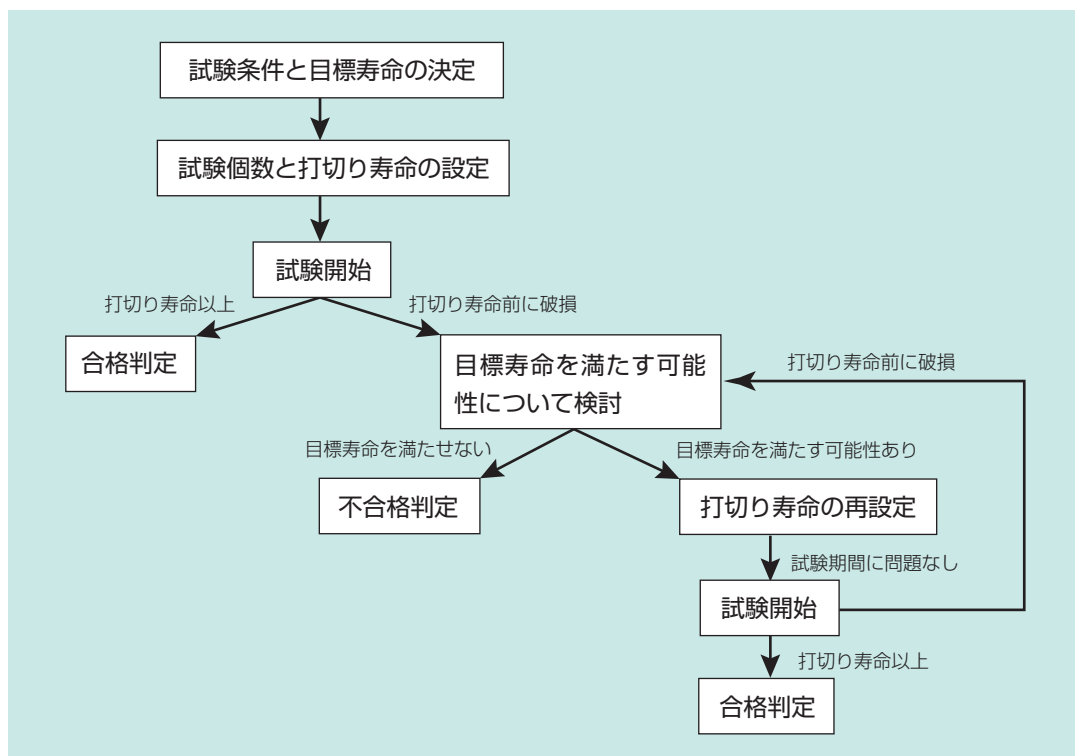 試験条件と目標寿命の決定
試験個数と打切り寿命の設定
試験開始
打切り寿命以上
打切り寿命前に破損
合格判定
目標寿命を満たす可能
性について検討
打切り寿命前に破損
目標寿命を満たせない
目標寿命を満たす可能性あり
不合格判定
打切り寿命の再設定
試験期間に問題なし
試験開始
打切り寿命以上
合格判定